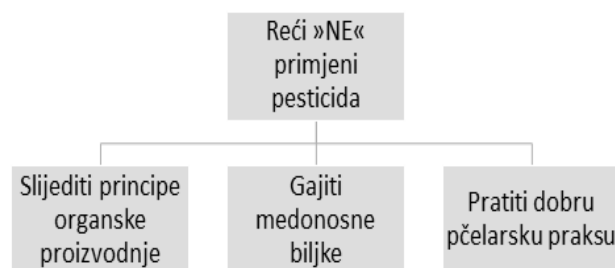 Reći »NE«
primjeni
pesticida
Slijediti principe
organske
proizvodnje
Gajiti
medonosne
biljke
Pratiti dobru
pčelarsku praksu